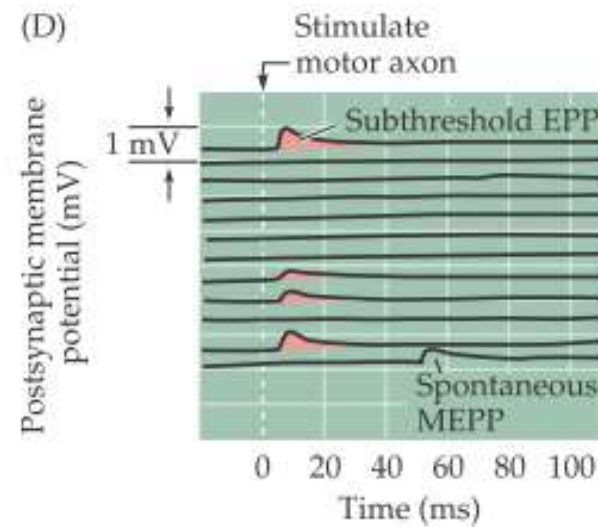 (D)
Stimulate
motor axon
Subthreshold EPP
1 mV
Postsynaptic membrane
potential (mV)
Spontaneous
MEPP
0 20 40 60 80 100
Time (ms)